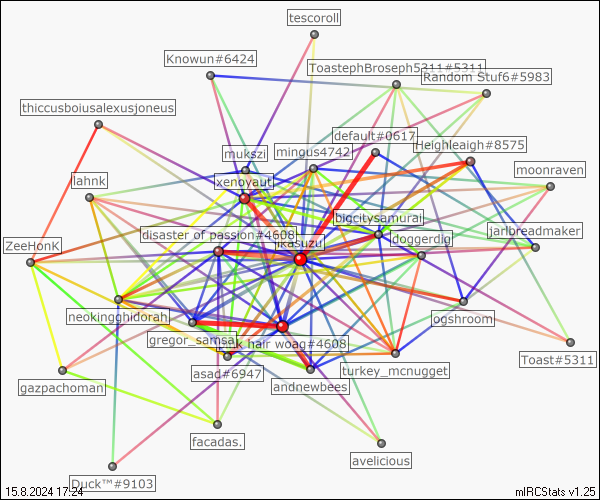 tescoroll
Knowun#6424
ToastephBroseph5311#5311
Random Stuf6#5983
thiccusboiusalexusjoneus
default#0617
Heighleaigh#8575
mukszi
mingus4742
moonraven
lahnk
xenoyaut
bigcitysamurai
jarlbreadmaker
disaster of passion#4608
ikasuzu
doggerdig
ZeeHonK
neokingghidorah
ogshroom
gregor_samsa.
hair woag#4608
Toast#5311
asad#6947
turkey_mcnugget
gazpachoman
andnewbees
facadas.
avelicious
Duck™#9103
15.8.2024 17:24
mIRCStats v1.25